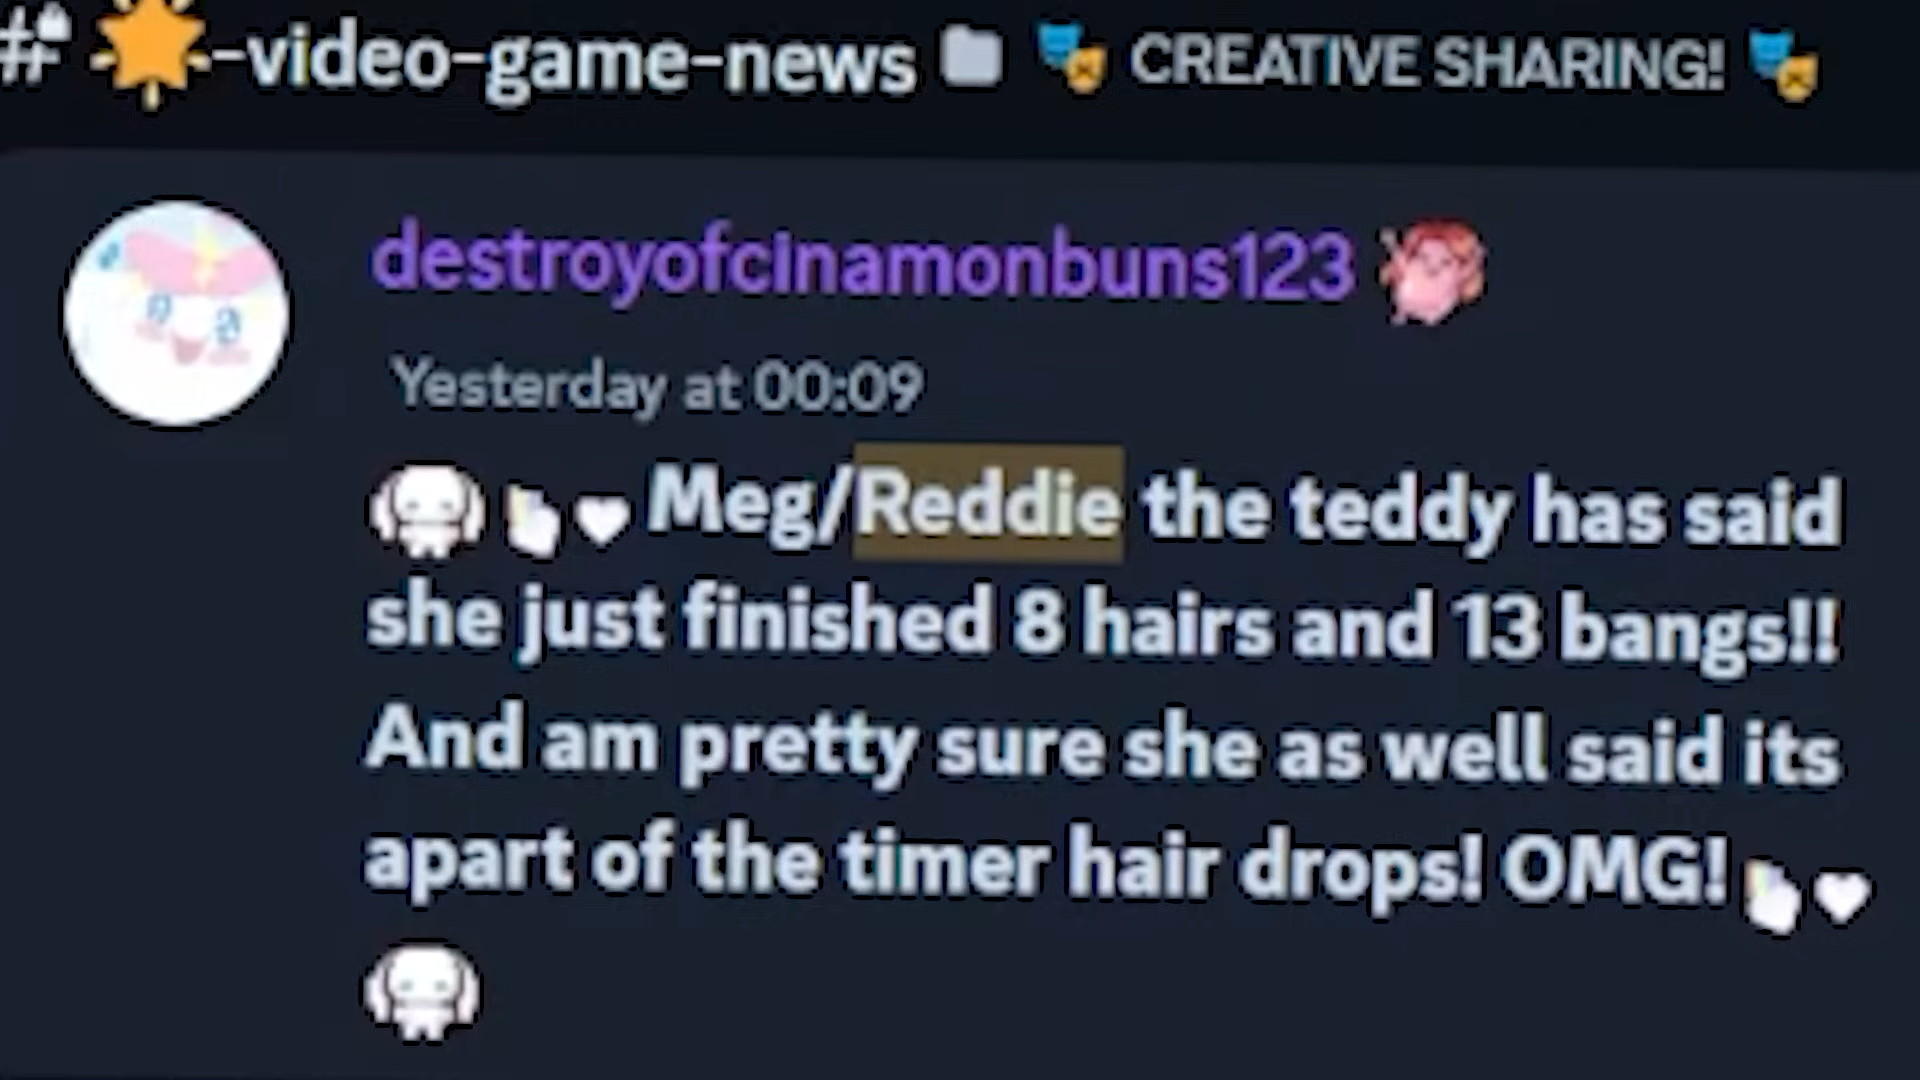 # 🌟-video-game-news CREATIVE SHARING!
destroyofcinamonbuns123
Yesterday at 00:09
Meg/Reddie the teddy has said
she just finished 8 hairs and 13 bangs!!
And am pretty sure she as well said its
apart of the timer hair drops! OMG!